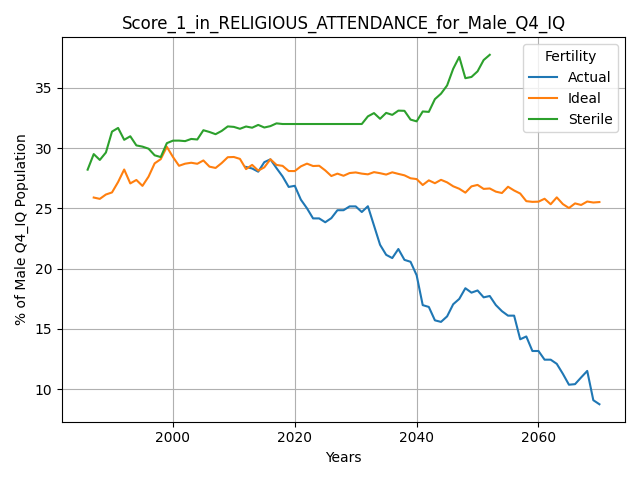 Score_1_in_RELIGIOUS_ATTENDANCE_for_Male_Q4_IQ
Fertility
Actual
Ideal
Sterile
% of Male Q4_IQ Population
35
30
25
20
15
10
2000
2020
2040
2060
Years